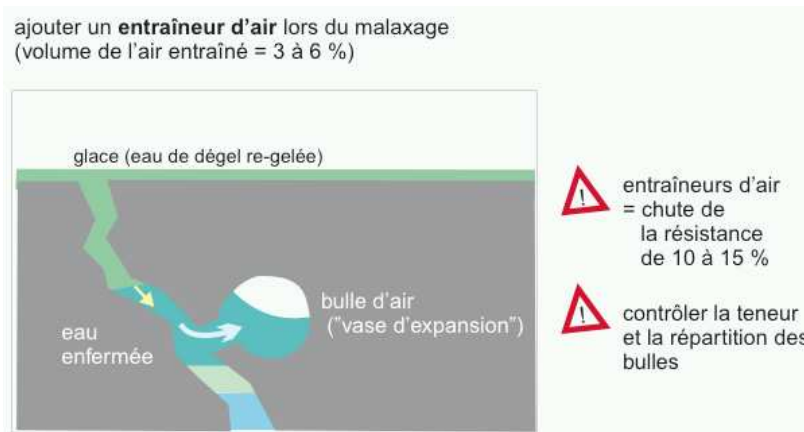 ajouter un entraîneur d'air lors du malaxage
(volume de l'air entraîné = 3 à 6 %)
glace (eau de dégel re-gelée)
eau
enfermée
bulle d'air
("vase d'expansion")
!
entraîneurs d'air
= chute de
la résistance
de 10 à 15 %
!
contrôler la teneur
et la répartition des
bulles